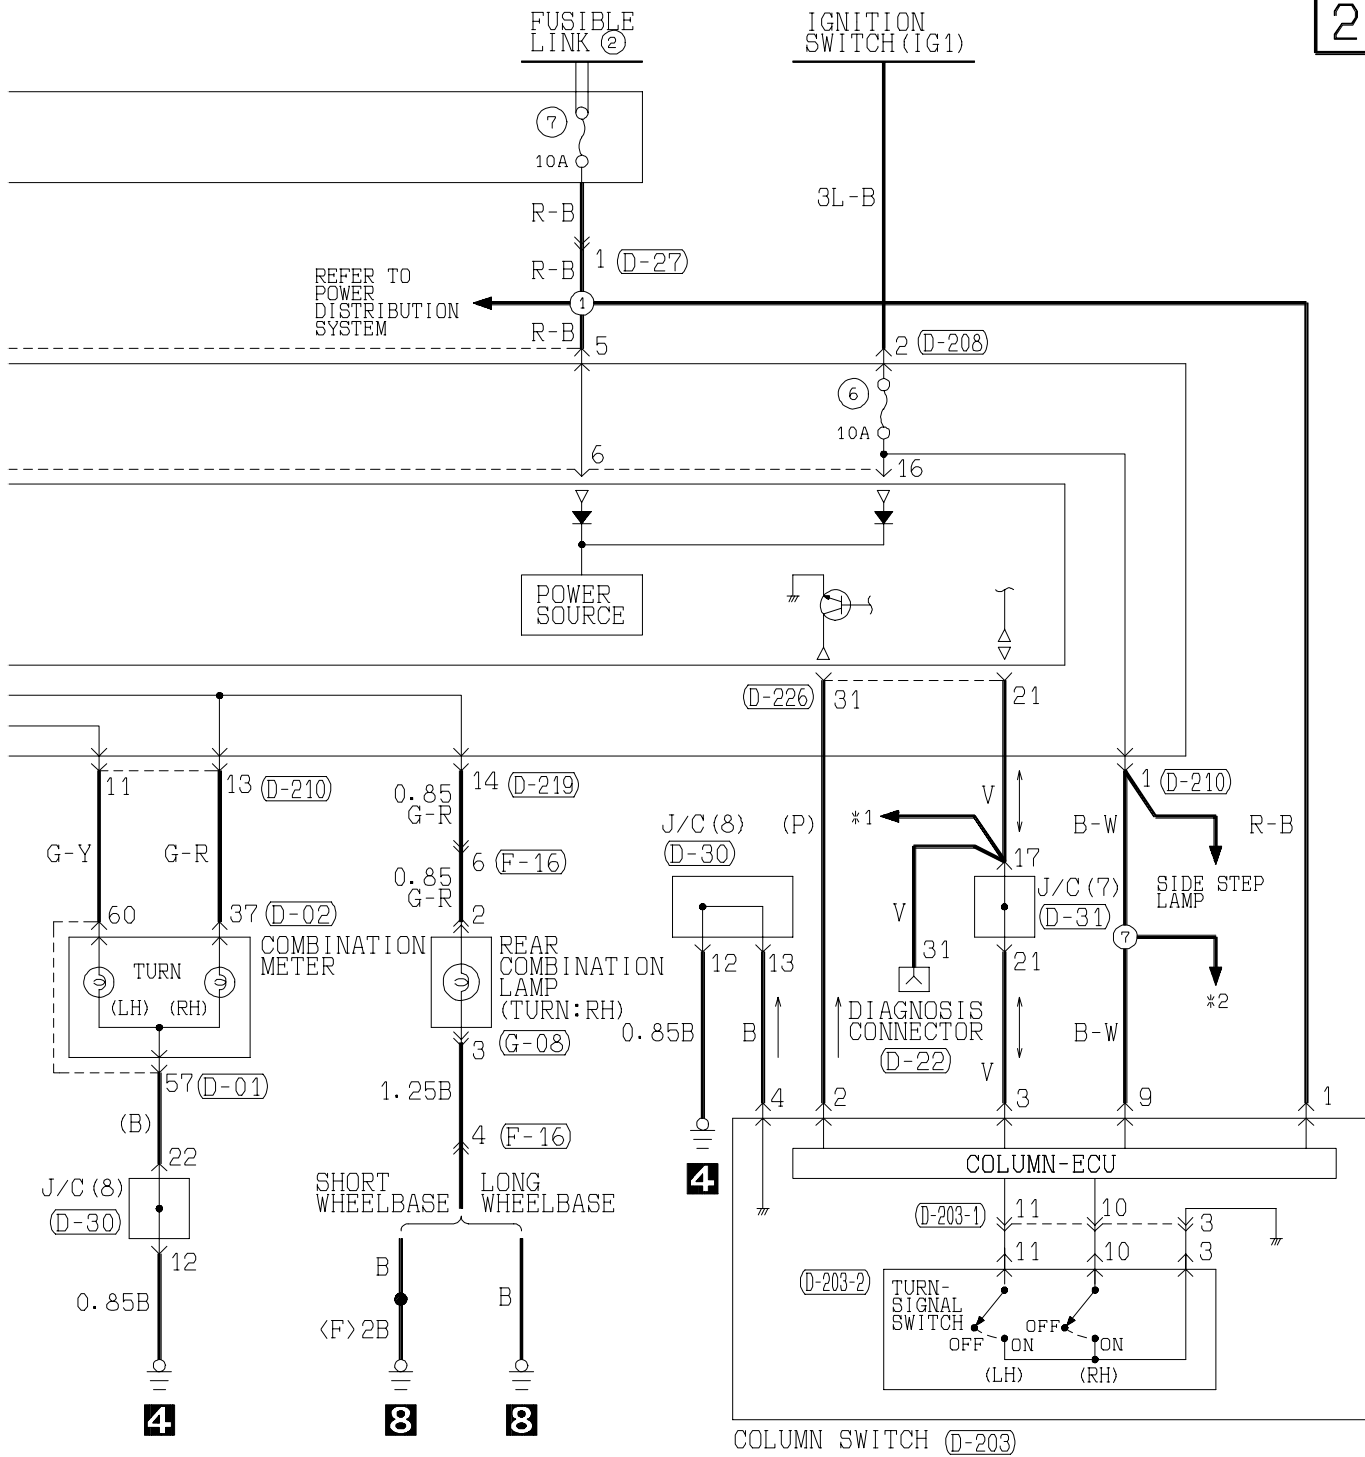 2
FUSIBLE
LINK ②
IGNITION
SWITCH(IG1)
7
10A
R-B
3L-B
1 (D-27)
R-B
REFER TO
POWER
DISTRIBUTION
SYSTEM
1
R-B
5
2 (D-208)
6
10A
6
16
POWER
SOURCE
(D-226) 31
21
11
13 (D-210)
14 (D-219)
1 (D-210)
0.85
G-R
V
J/C(8)
(D-30)
(P)
*1
B-W
R-B
G-Y
G-R
6 (F-16)
17
0.85
G-R
J/C(7)
(D-31)
SIDE STEP
LAMP
60
37 (D-02)
2
V
7
COMBINATION
METER
REAR
COMBINATION
LAMP
(TURN:RH)
TURN
(LH) (RH)
12
13
31
21
*2
DIAGNOSIS
CONNECTOR
(D-22)
0.85B
B
B-W
3 (G-08)
V
57 (D-01)
1.25B
4
2
3
9
1
(B)
4 (F-16)
22
4
COLUMN-ECU
J/C(8)
(D-30)
SHORT
WHEELBASE
LONG
WHEELBASE
(D-203-1)
11
10
3
12
B
B
11
10
3
(D-203-2)
0.85B
<F>2B
TURN-
SIGNAL
SWITCH
OFF
ON
OFF
ON
(LH)
(RH)
4
8
8
COLUMN SWITCH (D-203)